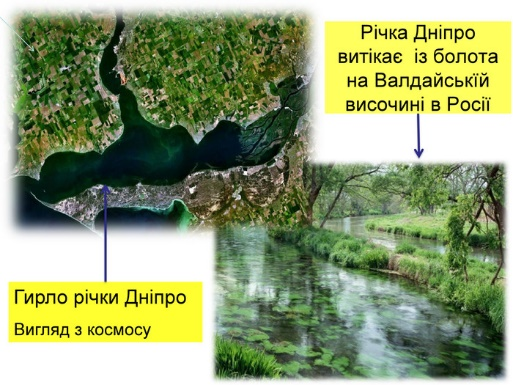 Річка Дніпро
витікає із болота
на Валдайській
височині в Росії
Гирло річки Дніпро
Вигляд з космосу